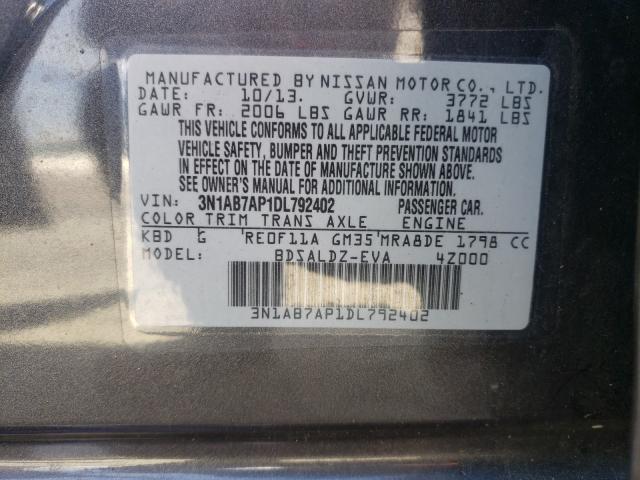 MANUFACTURED BY NISSAN MOTOR CO., LTD.
DATE: 10/13. GVWR: 3772 LBS
GAWR FR: 2006 LBS GAWR RR: 1841 LBS
THIS VEHICLE CONFORMS TO ALL APPLICABLE FEDERAL MOTOR
VEHICLE SAFETY, BUMPER AND THEFT PREVENTION STANDARDS
IN EFFECT ON THE DATE OF MANUFACTURE SHOWN ABOVE.
SEE OWNER'S MANUAL FOR ADDITIONAL INFORMATION.
VIN: 3N1AB7AP1DL792402 PASSENGER CAR.
COLOR TRIM TRANS AXLE ENGINE
KBD G RE0F11A GM35 MRA8DE 1798 CC
MODEL: BDSALDZ-EVA 4Z000
3N1AB7AP1DL792402